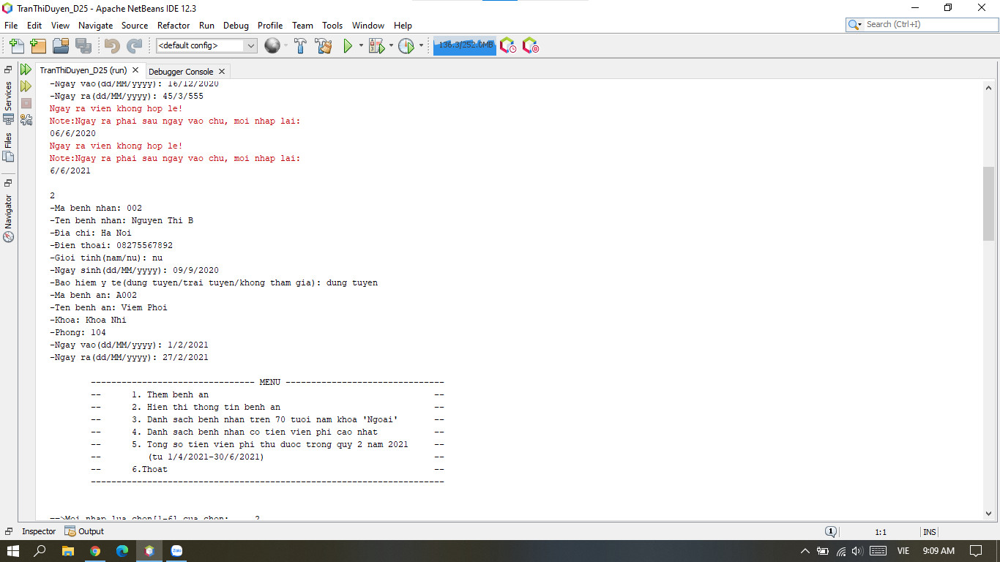 TranThiDuyen_D25 - Apache NetBeans IDE 12.3
File Edit View Navigate Source Refactor Run Debug Profile Team Tools Window Help
Search (Ctrl+I)
<default config>
136.3/252.0MB
TranThiDuyen_D25 (run)
Debugger Console
Services
Files
Navigator
-Ngay vao(dd/MM/yyyy): 16/12/2020
-Ngay ra(dd/MM/yyyy): 45/3/555
Ngay ra vien khong hop le!
Note:Ngay ra phai sau ngay vao chu, moi nhap lai:
06/6/2020
Ngay ra vien khong hop le!
Note:Ngay ra phai sau ngay vao chu, moi nhap lai:
6/6/2021
2
-Ma benh nhan: 002
-Ten benh nhan: Nguyen Thi B
-Đia chi: Ha Noi
-Đien thoai: 08275567892
-Gioi tinh(nam/nu): nu
-Ngay sinh(dd/MM/yyyy): 09/9/2020
-Bao hiem y te(dung tuyen/trai tuyen/khong tham gia): dung tuyen
-Ma benh an: A002
-Ten benh an: Viem Phoi
-Khoa: Khoa Nhi
-Phong: 104
-Ngay vao(dd/MM/yyyy): 1/2/2021
-Ngay ra(dd/MM/yyyy): 27/2/2021
-------------------------------- MENU -------------------------------
-- 1. Them benh an --
-- 2. Hien thi thong tin benh an --
-- 3. Danh sach benh nhan tren 70 tuoi nam khoa 'Ngoai' --
-- 4. Danh sach benh nhan co tien vien phi cao nhat --
-- 5. Tong so tien vien phi thu duoc trong quy 2 nam 2021 --
-- (tu 1/4/2021-30/6/2021) --
-- 6.Thoat --
---------------------------------------------------------------------
==>Moi nhap lua chon[1-6] cua chon: 2
Inspector Output
1
1:1
INS
Zalo
VIE
9:09 AM